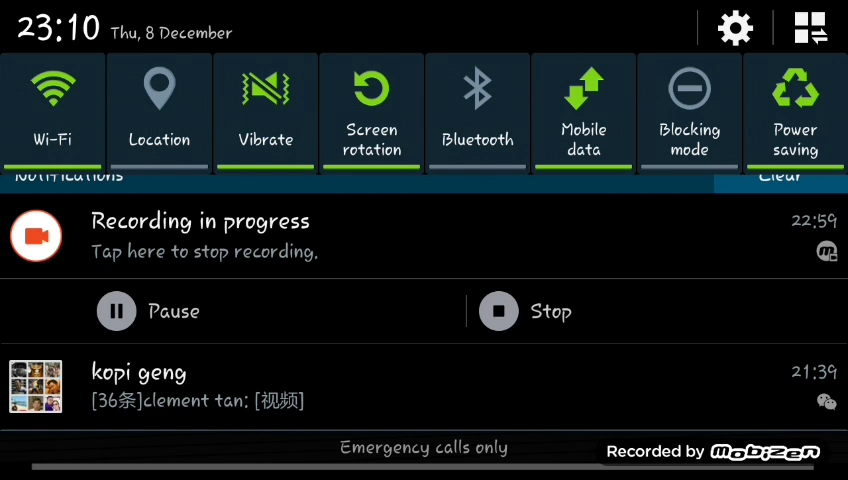 23:10 Thu, 8 December
Wi-Fi
Location
Vibrate
Screen
rotation
Bluetooth
Mobile
data
Blocking
mode
Power
saving
Notifications
Clear
Recording in progress
22:59
Tap here to stop recording.
Pause
Stop
kopi geng
21:39
[36条]clement tan: [视频]
Emergency calls only
Recorded by mobizen